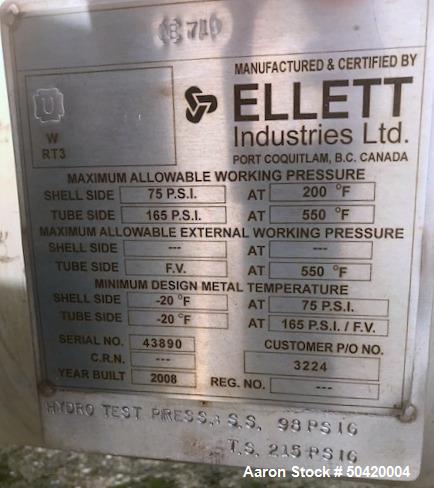 E 710
MANUFACTURED & CERTIFIED BY
U
ELLETT
W
Industries Ltd.
RT3
PORT COQUITLAM, B.C. CANADA
MAXIMUM ALLOWABLE WORKING PRESSURE
SHELL SIDE 75 P.S.I. AT 200 °F
TUBE SIDE 165 P.S.I. AT 550 °F
MAXIMUM ALLOWABLE EXTERNAL WORKING PRESSURE
SHELL SIDE --- AT ---
TUBE SIDE F.V. AT 550 °F
MINIMUM DESIGN METAL TEMPERATURE
SHELL SIDE -20 °F AT 75 P.S.I.
TUBE SIDE -20 °F AT 165 P.S.I. / F.V.
SERIAL NO. 43890 CUSTOMER P/O NO.
C.R.N. --- 3224
YEAR BUILT 2008 REG. NO. ---
HYDRO TEST PRESS. S.S. 98 PSIG
T.S. 215 PSIG
Aaron Stock # 50420004